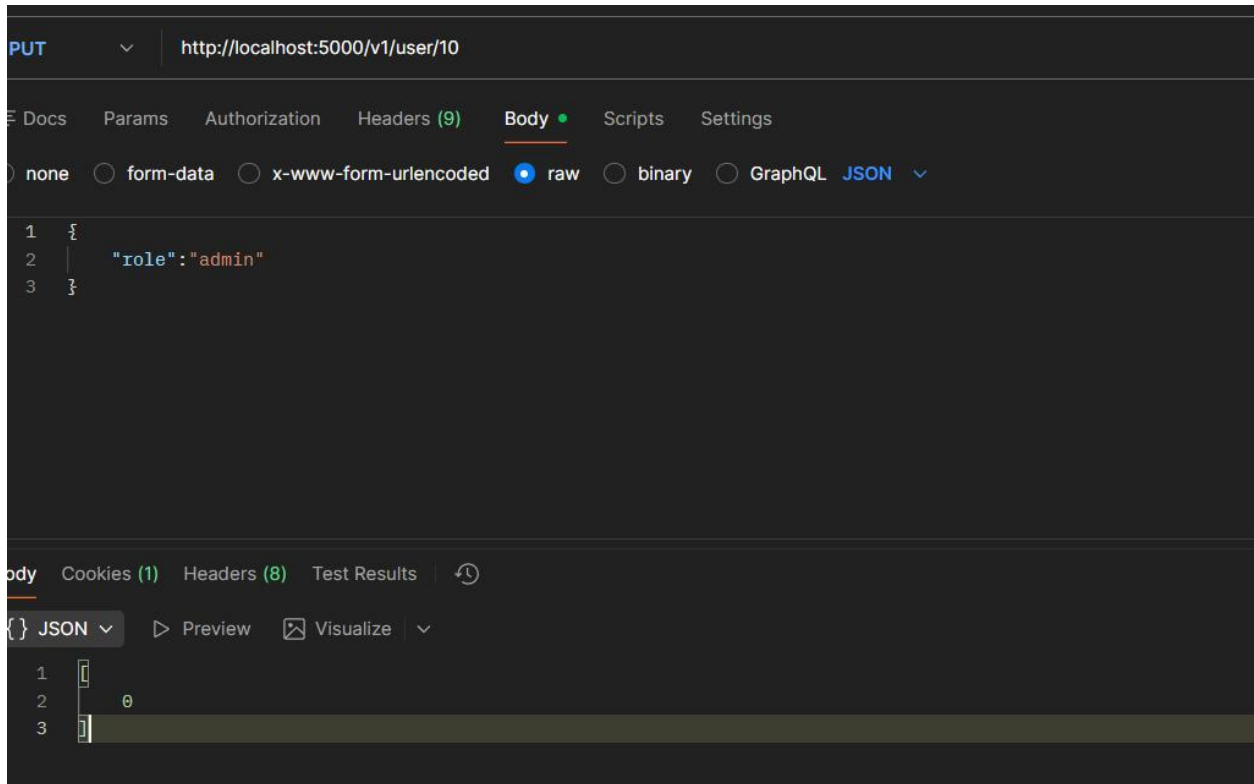 PUT http://localhost:5000/v1/user/10
Docs Params Authorization Headers (9) Body Scripts Settings
none form-data x-www-form-urlencoded raw binary GraphQL JSON
1 {
2 "role":"admin"
3 }
ody Cookies (1) Headers (8) Test Results
{} JSON Preview Visualize
1 [
2 0
3 ]